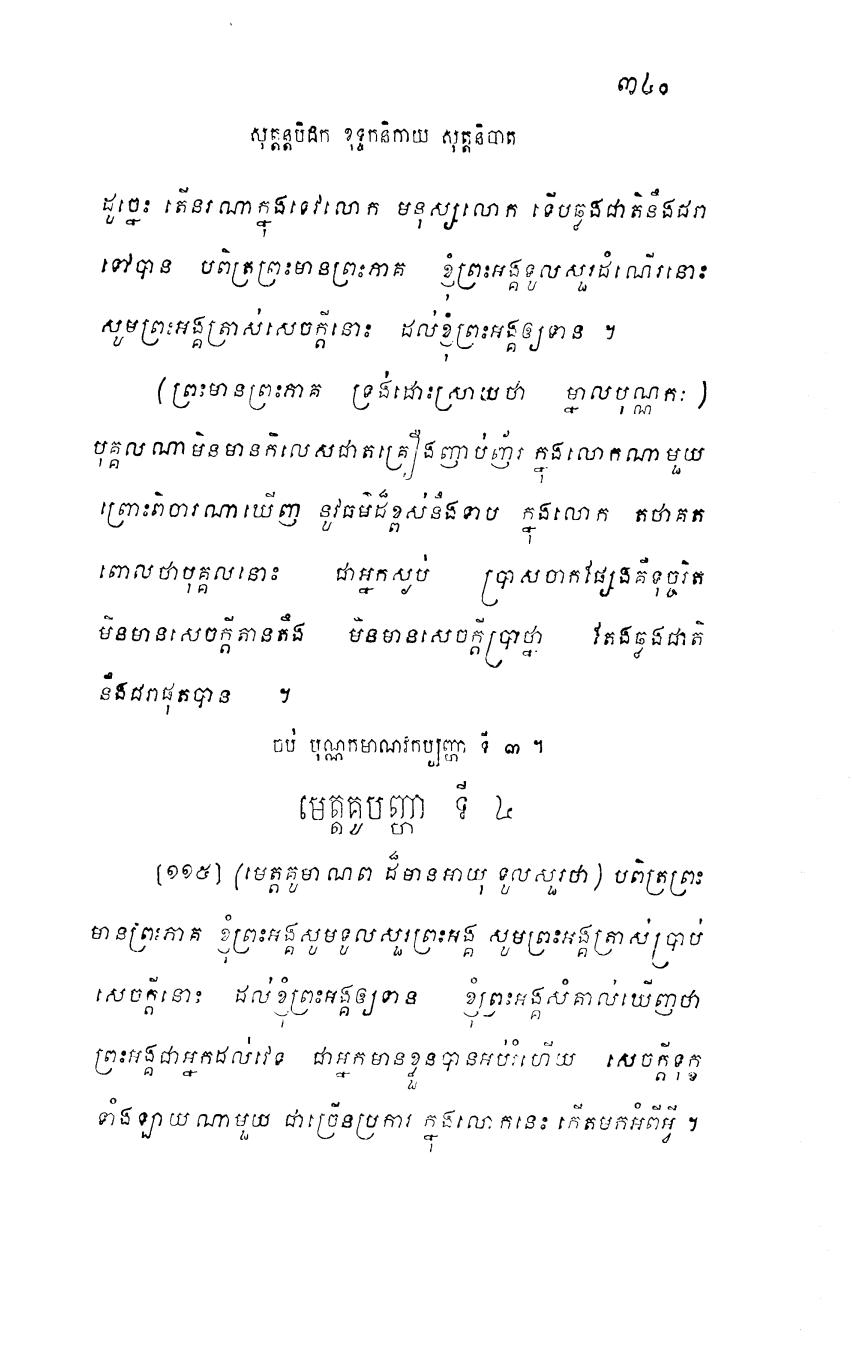 ៣៤០
សុត្តន្តបិដក ខុទ្ទកនិកាយ សុត្តនិបាត
ដូច្នេះ តើនរណាក្នុងទេវលោក មនុស្សលោក ទើបឆ្លងជាតិនឹងជរា
ទៅបាន បពិត្រព្រះមានព្រះភាគ ខ្ញុំព្រះអង្គទូលសួរដំណើរនោះ
សូមព្រះអង្គត្រាស់សេចក្តីនោះ ដល់ខ្ញុំព្រះអង្គឲ្យទាន ។
(ព្រះមានព្រះភាគ ទ្រង់ដោះស្រាយថា ម្នាលបុណ្ណកៈ)
បុគ្គលណាមិនមានកិលេសជាតគ្រឿងញាប់ញ័រ ក្នុងលោកណាមួយ
ព្រោះពិចារណាឃើញ នូវធម៌ដ៏ខ្ពស់នឹងទាប ក្នុងលោក តថាគត
ពោលថាបុគ្គលនោះ ជាអ្នកស្ងប់ ប្រាសចាកផ្សែងគឺទុច្ចរិត
មិនមានសេចក្តីតានតឹង មិនមានសេចក្តីប្រាថ្នា រមែងឆ្លងជាតិ
នឹងជរាផុតបាន ។
ចប់ បុណ្ណកមាណវកប្បញ្ហា ទី ៣ ។
មេត្តគូបញ្ហា ទី ៤
[១១៥] (មេត្តគូមាណព ដ៏មានអាយុ ទូលសួរថា) បពិត្រព្រះ
មានព្រះភាគ ខ្ញុំព្រះអង្គសូមទូលសួរព្រះអង្គ សូមព្រះអង្គត្រាស់ប្រាប់
សេចក្តីនោះ ដល់ខ្ញុំព្រះអង្គឲ្យទាន ខ្ញុំព្រះអង្គសំគាល់ឃើញថា
ព្រះអង្គជាអ្នកដល់វេទ ជាអ្នកមានខ្លួនបានអប់រំហើយ សេចក្តីទុក្ខ
ទាំងឡាយណាមួយ ជាច្រើនប្រការ ក្នុងលោកនេះ កើតមកអំពីអ្វី ។